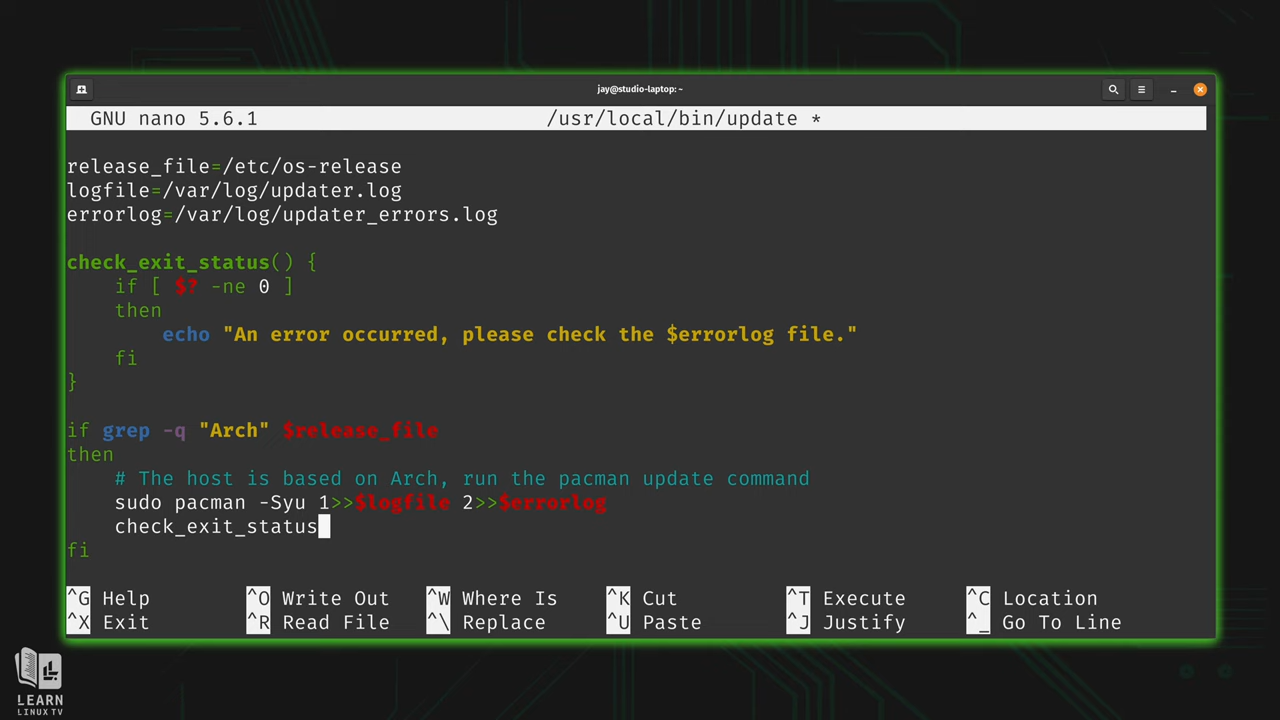 jay@studio-laptop: ~
GNU nano 5.6.1 /usr/local/bin/update *
release_file=/etc/os-release
logfile=/var/log/updater.log
errorlog=/var/log/updater_errors.log
check_exit_status() {
    if [ $? -ne 0 ]
    then
        echo "An error occurred, please check the $errorlog file."
    fi
}
if grep -q "Arch" $release_file
then
    # The host is based on Arch, run the pacman update command
    sudo pacman -Syu 1>>$logfile 2>>$errorlog
    check_exit_status
fi
^G Help ^O Write Out ^W Where Is ^K Cut ^T Execute ^C Location
^X Exit ^R Read File ^\ Replace ^U Paste ^J Justify ^_ Go To Line
LEARN
LINUX TV